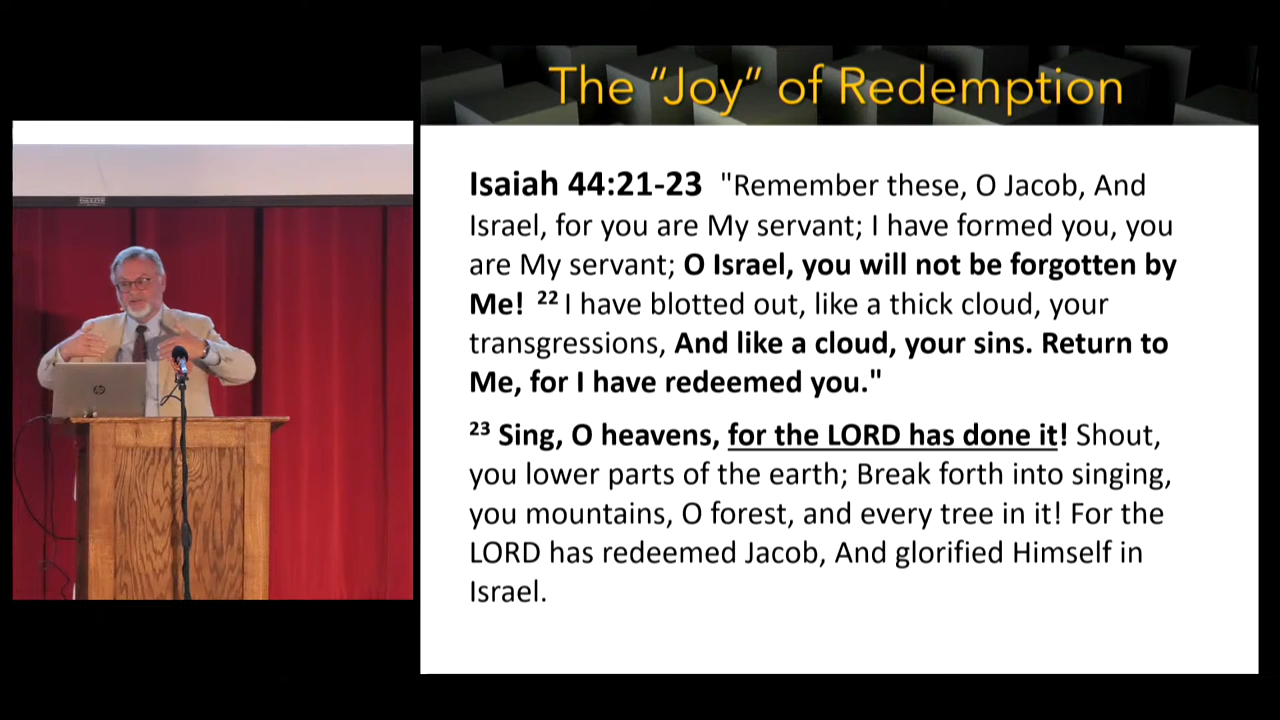 The “Joy” of Redemption
Isaiah 44:21-23 "Remember these, O Jacob, And
Israel, for you are My servant; I have formed you, you
are My servant; O Israel, you will not be forgotten by
Me! 22 I have blotted out, like a thick cloud, your
transgressions, And like a cloud, your sins. Return to
Me, for I have redeemed you."
23 Sing, O heavens, for the LORD has done it! Shout,
you lower parts of the earth; Break forth into singing,
you mountains, O forest, and every tree in it! For the
LORD has redeemed Jacob, And glorified Himself in
Israel.
hp